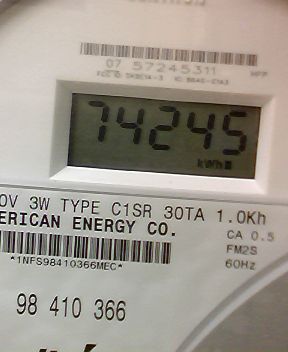 07 57245311
74245
kWh
0V 3W TYPE C1SR 30TA 1.0Kh
ERICAN ENERGY CO.
CA 0.5
*1NFS98410366MEC*
FM2S
60Hz
98 410 366